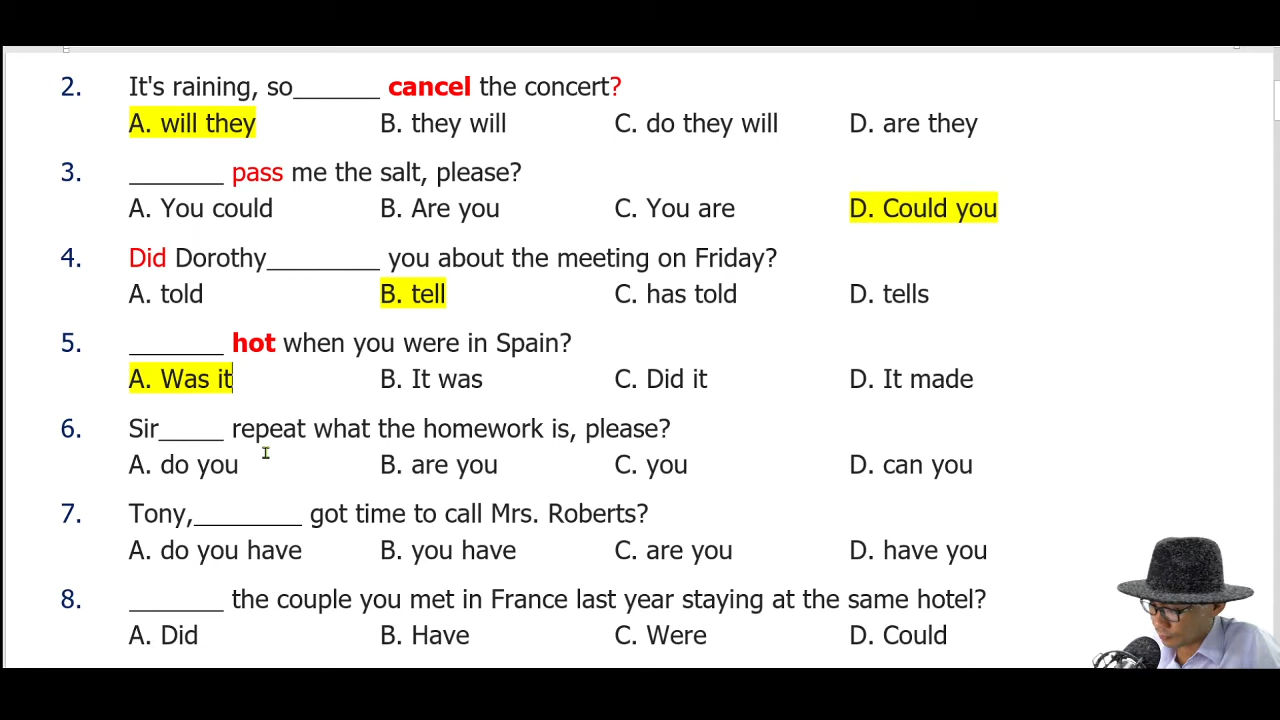 2. It's raining, so_______ cancel the concert?
A. will they B. they will C. do they will D. are they
3. _______ pass me the salt, please?
A. You could B. Are you C. You are D. Could you
4. Did Dorothy_________ you about the meeting on Friday?
A. told B. tell C. has told D. tells
5. _______ hot when you were in Spain?
A. Was it B. It was C. Did it D. It made
6. Sir_____ repeat what the homework is, please?
A. do you B. are you C. you D. can you
7. Tony,________ got time to call Mrs. Roberts?
A. do you have B. you have C. are you D. have you
8. _______ the couple you met in France last year staying at the same hotel?
A. Did B. Have C. Were D. Could